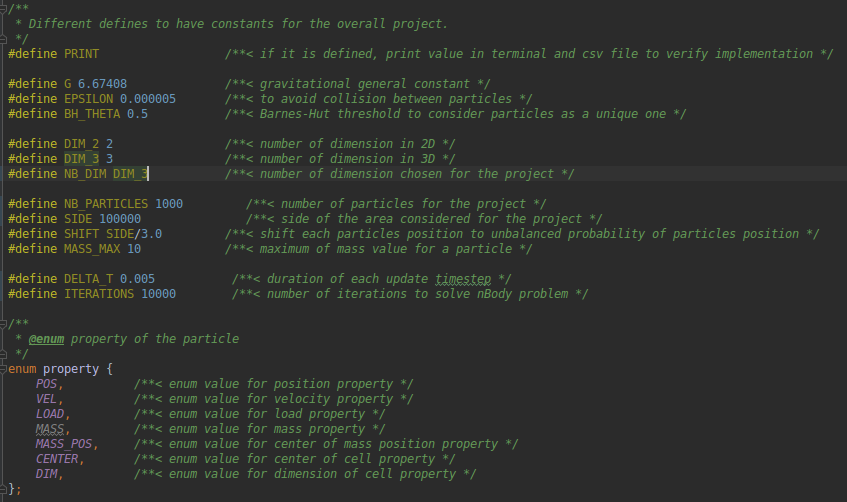 /**
 * Different defines to have constants for the overall project.
 */
#define PRINT                  /**< if it is defined, print value in terminal and csv file to verify implementation */

#define G 6.67408              /**< gravitational general constant */
#define EPSILON 0.000005       /**< to avoid collision between particles */
#define BH_THETA 0.5           /**< Barnes-Hut threshold to consider particles as a unique one */

#define DIM_2 2                /**< number of dimension in 2D */
#define DIM_3 3                /**< number of dimension in 3D */
#define NB_DIM DIM_3           /**< number of dimension chosen for the project */

#define NB_PARTICLES 1000         /**< number of particles for the project */
#define SIDE 100000               /**< side of the area considered for the project */
#define SHIFT SIDE/3.0         /**< shift each particles position to unbalanced probability of particles position */
#define MASS_MAX 10            /**< maximum of mass value for a particle */

#define DELTA_T 0.005           /**< duration of each update timestep */
#define ITERATIONS 10000        /**< number of iterations to solve nBody problem */

/**
 * @enum property of the particle
 */
enum property {
    POS,          /**< enum value for position property */
    VEL,          /**< enum value for velocity property */
    LOAD,         /**< enum value for load property */
    MASS,         /**< enum value for mass property */
    MASS_POS,     /**< enum value for center of mass position property */
    CENTER,       /**< enum value for center of cell property */
    DIM,          /**< enum value for dimension of cell property */
};